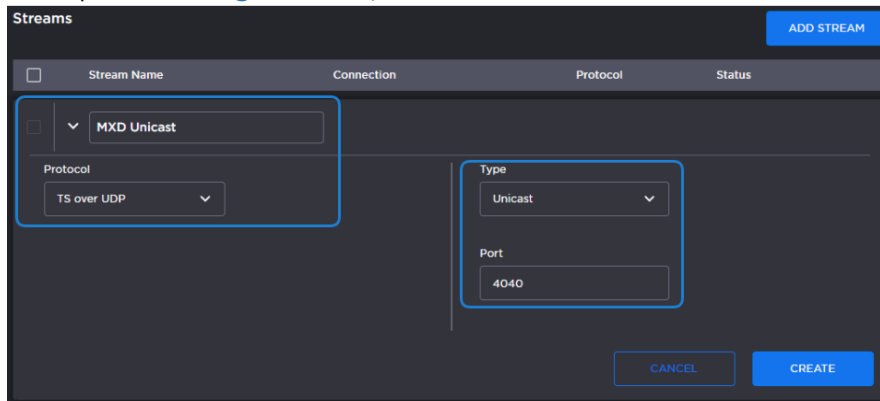 Streams
ADD STREAM
Stream Name Connection Protocol Status
MXD Unicast
Protocol
TS over UDP
Type
Unicast
Port
4040
CANCEL CREATE